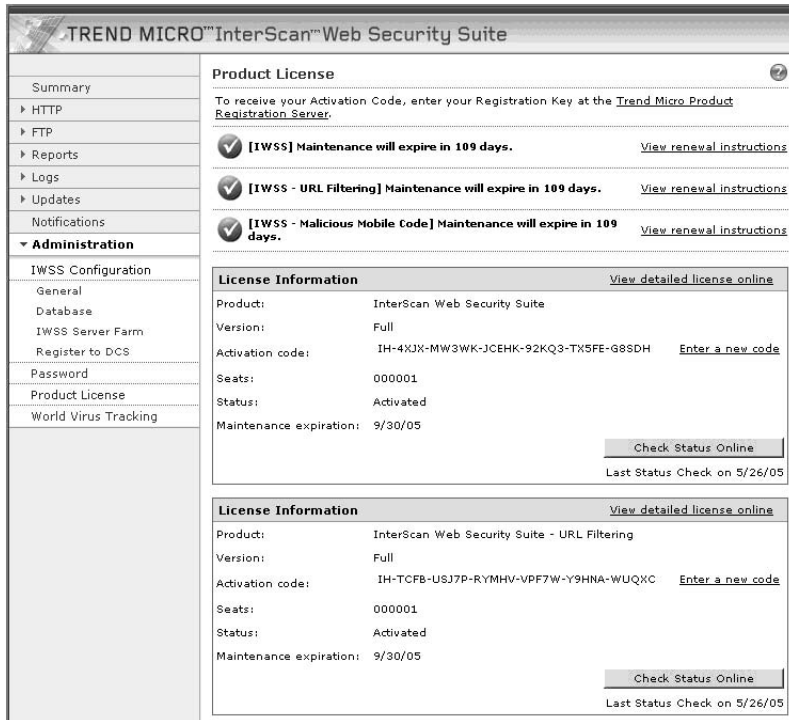 TREND MICRO™ InterScan™ Web Security Suite
Summary
HTTP
FTP
Reports
Logs
Updates
Notifications
Administration
IWSS Configuration
General
Database
IWSS Server Farm
Register to DCS
Password
Product License
World Virus Tracking
Product License
To receive your Activation Code, enter your Registration Key at the Trend Micro Product
Registration Server.
[IWSS] Maintenance will expire in 109 days. View renewal instructions
[IWSS - URL Filtering] Maintenance will expire in 109 days. View renewal instructions
[IWSS - Malicious Mobile Code] Maintenance will expire in 109
days. View renewal instructions
License Information View detailed license online
Product: InterScan Web Security Suite
Version: Full
Activation code: IH-4XJX-MW3WK-JCEHK-92KQ3-TX5FE-G8SDH Enter a new code
Seats: 000001
Status: Activated
Maintenance expiration: 9/30/05
Check Status Online
Last Status Check on 5/26/05
License Information View detailed license online
Product: InterScan Web Security Suite - URL Filtering
Version: Full
Activation code: IH-TCFB-USJ7P-RYMHV-VPF7W-Y9HNA-WUQXC Enter a new code
Seats: 000001
Status: Activated
Maintenance expiration: 9/30/05
Check Status Online
Last Status Check on 5/26/05